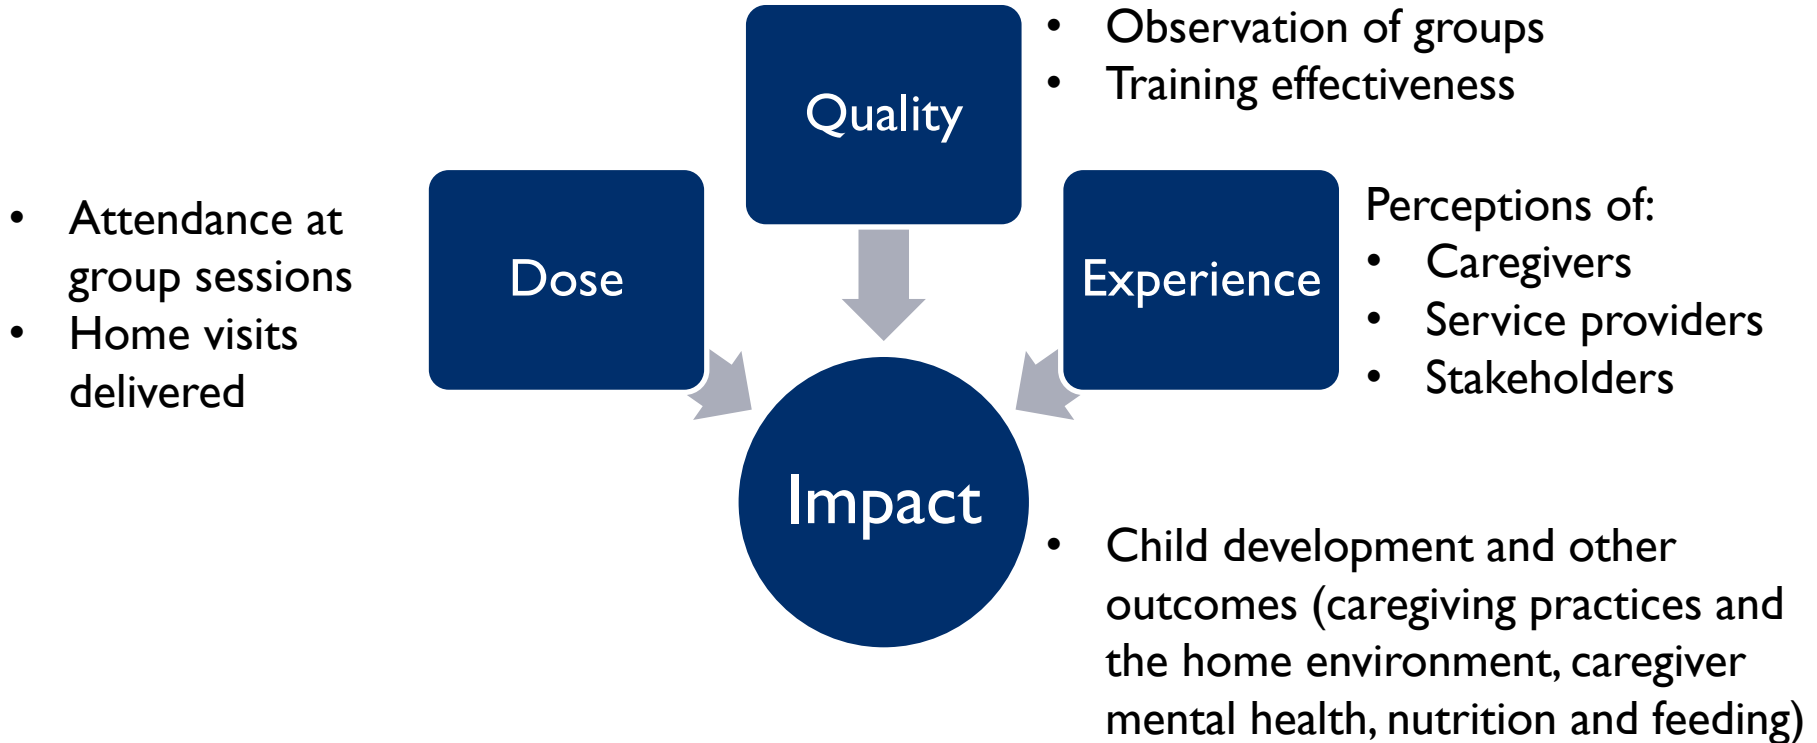 Quality
• Observation of groups
• Training effectiveness
Dose
• Attendance at
group sessions
• Home visits
delivered
Experience
Perceptions of:
• Caregivers
• Service providers
• Stakeholders
Impact
• Child development and other
outcomes (caregiving practices and
the home environment, caregiver
mental health, nutrition and feeding)